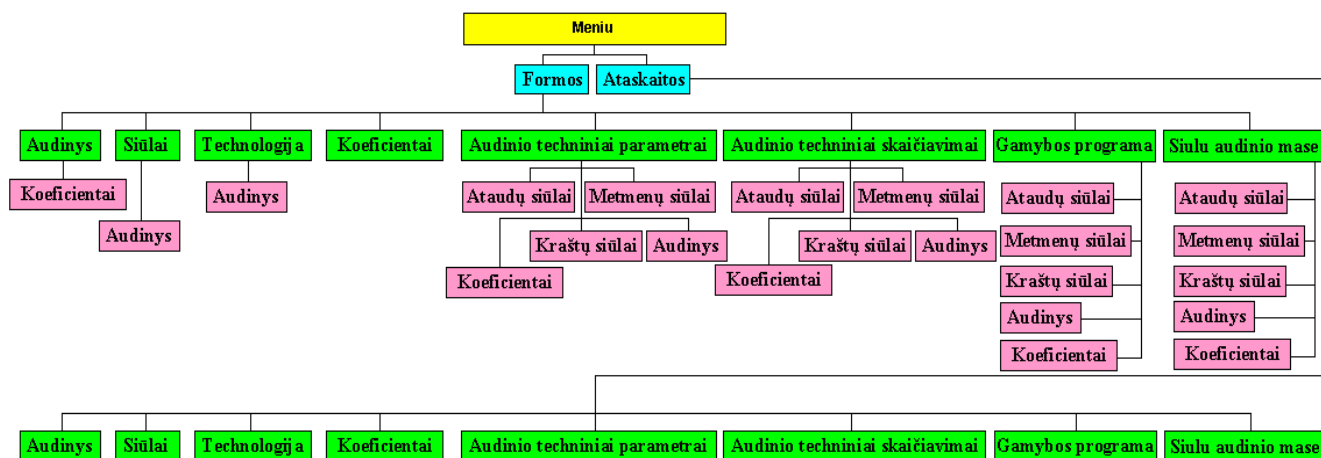 Meniu
Formos Ataskaitos
Audinys Siūlai Technologija Koeficientai Audinio techniniai parametrai Audinio techniniai skaičiavimai Gamybos programa Siulu audinio mase
Koeficientai Audinys Ataudų siūlai Metmenų siūlai Ataudų siūlai Metmenų siūlai Ataudų siūlai Ataudų siūlai
Audinys Kraštų siūlai Audinys Kraštų siūlai Audinys Metmenų siūlai Metmenų siūlai
Koeficientai Koeficientai Kraštų siūlai Kraštų siūlai
Audinys Audinys
Koeficientai Koeficientai
Audinys Siūlai Technologija Koeficientai Audinio techniniai parametrai Audinio techniniai skaičiavimai Gamybos programa Siulu audinio mase